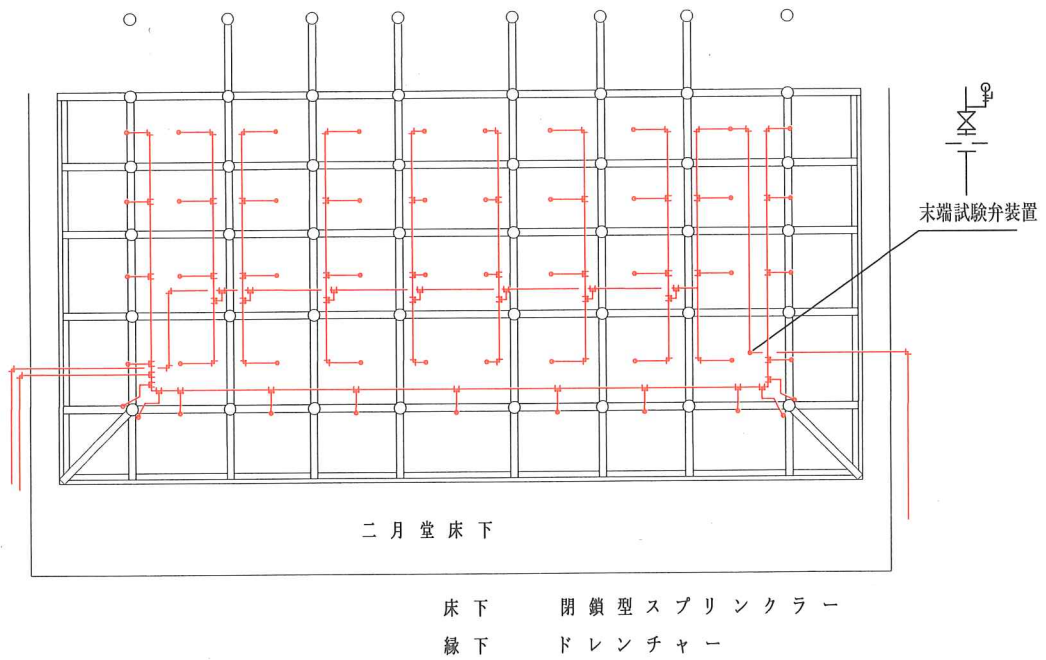 末端試験弁装置
二月堂床下
床下 閉鎖型スプリンクラー
縁下 ドレンチャー